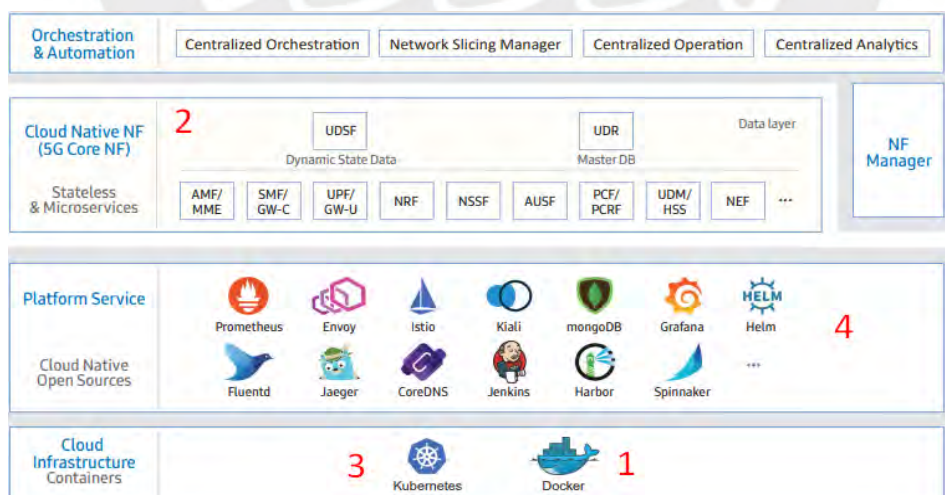 Orchestration
& Automation
Centralized Orchestration
Network Slicing Manager
Centralized Operation
Centralized Analytics
Cloud Native NF
(5G Core NF)
Stateless
& Microservices
2
UDSF
Dynamic State Data
UDR
Master DB
Data layer
AMF/
MME
SMF/
GW-C
UPF/
GW-U
NRF
NSSF
AUSF
PCF/
PCRF
UDM/
HSS
NEF
...
NF
Manager
Platform Service
Cloud Native
Open Sources
Prometheus
Envoy
Istio
Kiali
mongoDB
Grafana
HELM
Helm
4
Fluentd
Jaeger
CoreDNS
Jenkins
Harbor
Spinnaker
...
Cloud
Infrastructure
Containers
3
Kubernetes
Docker
1